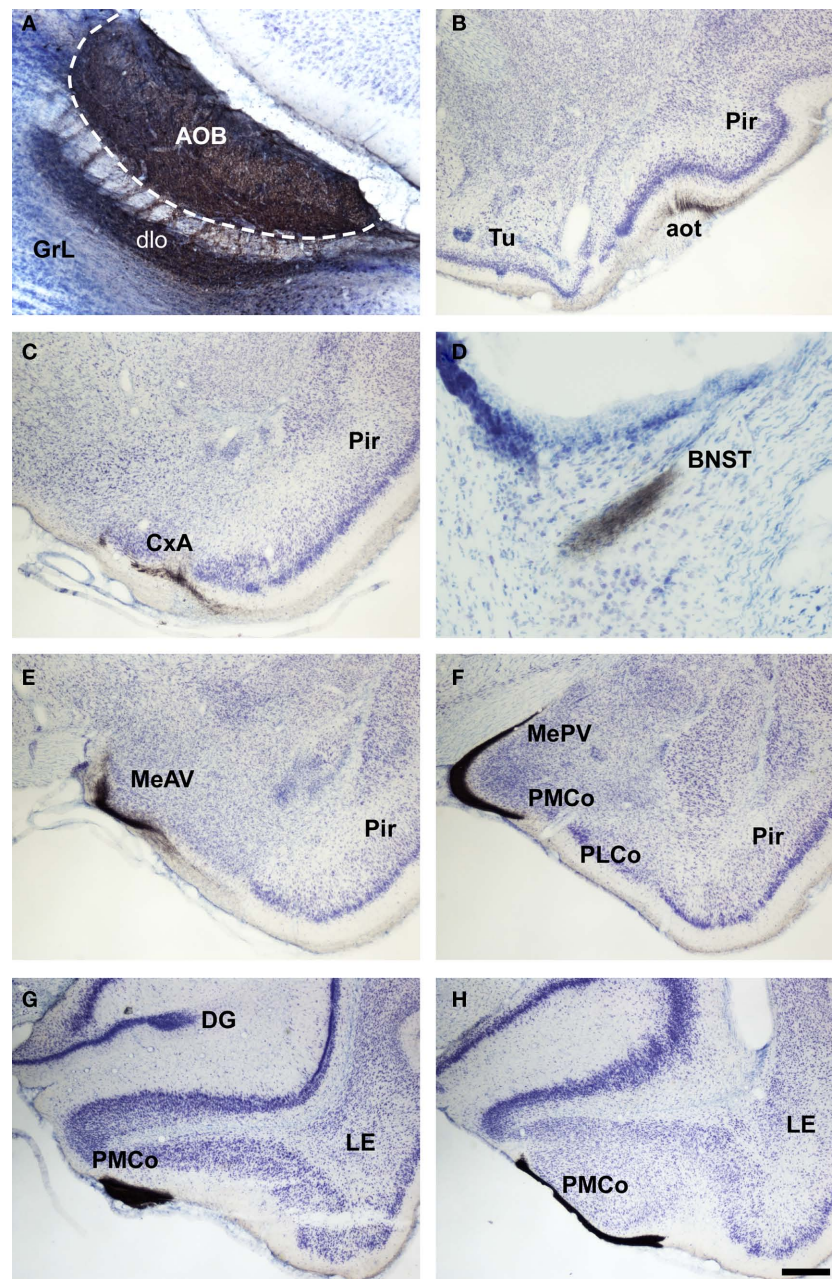 A
AOB
dlo
GrL
B
Pir
Tu
aot
C
Pir
CxA
D
BNST
E
MeAV
Pir
F
MePV
PMCo
PLCo
Pir
G
DG
LE
PMCo
H
LE
PMCo